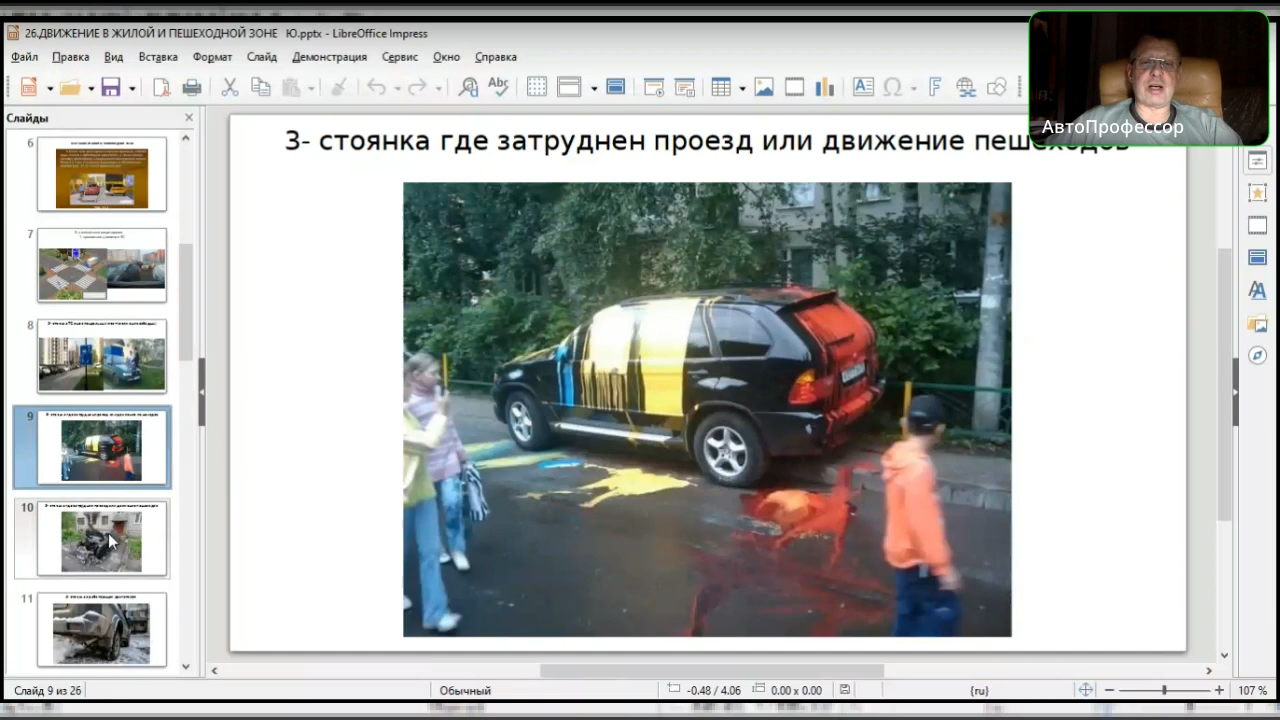 26.ДВИЖЕНИЕ В ЖИЛОЙ И ПЕШЕХОДНОЙ ЗОНЕ Ю.pptx - LibreOffice Impress
Файл Правка Вид Вставка Формат Слайд Демонстрация Сервис Окно Справка
АвтоПрофессор
Слайды
3- стоянка где затруднен проезд или движение пешеходов
6
7
8
9
10
11
Слайд 9 из 26
Обычный
-0.48 / 4.06
0.00 x 0.00
{ru}
107 %